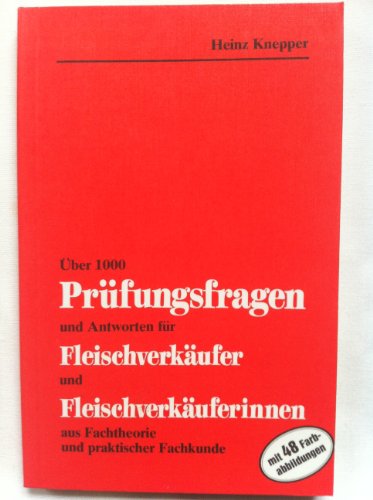 Heinz Knepper
Über 1000
Prüfungsfragen
und Antworten für
Fleischverkäufer
und
Fleischverkäuferinnen
aus Fachtheorie
und praktischer Fachkunde
mit 48 Farb-
abbildungen